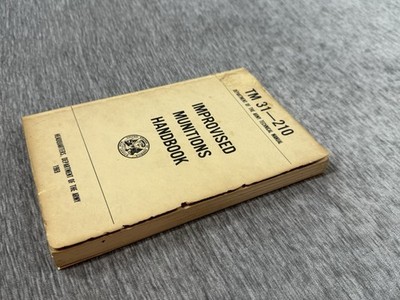 TM 31—210
DEPARTMENT OF THE ARMY TECHNICAL MANUAL
IMPROVISED
MUNITIONS
HANDBOOK
HEADQUARTERS, DEPARTMENT OF THE ARMY
1969